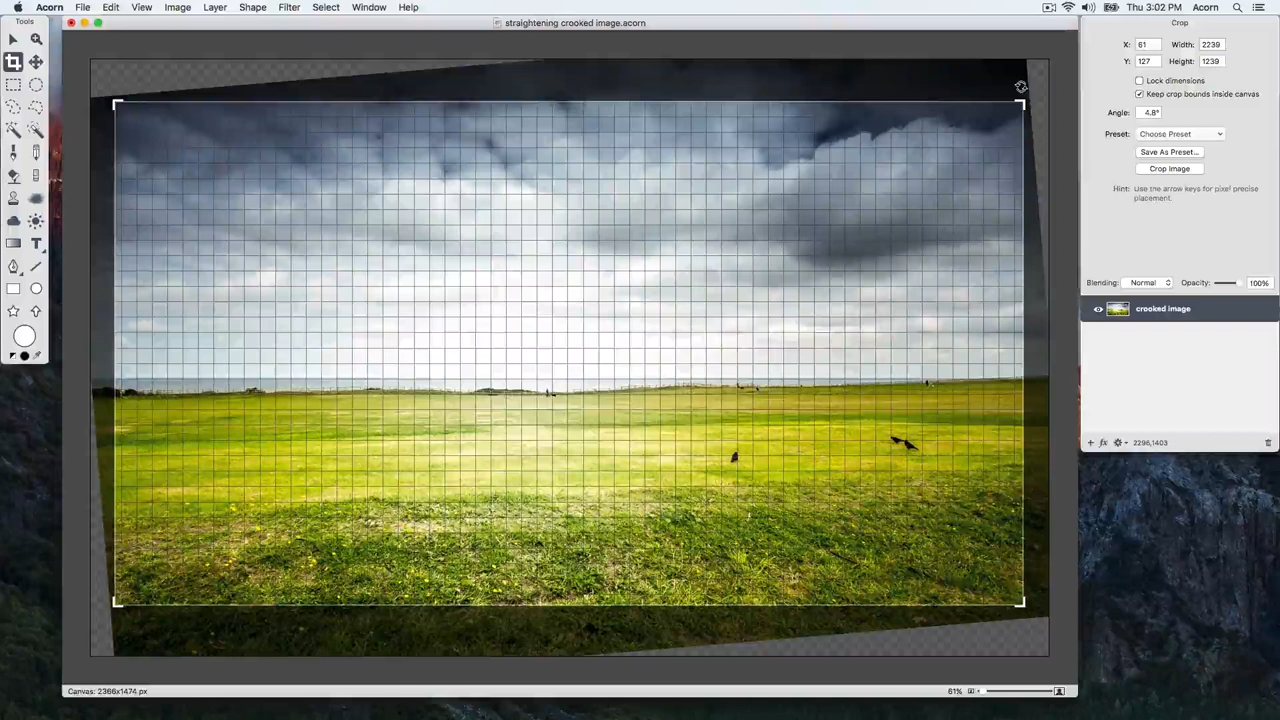 Acorn File Edit View Image Layer Shape Filter Select Window Help
Thu 3:02 PM Acorn
Tools
straightening crooked image.acorn
Crop
X: 61 Width: 2239
Y: 127 Height: 1239
Lock dimensions
Keep crop bounds inside canvas
Angle: 4.8°
Preset: Choose Preset
Save As Preset...
Crop Image
Hint: Use the arrow keys for pixel precise
placement.
Blending: Normal Opacity: 100%
crooked image
fx 2296,1403
Canvas: 2366x1474 px
61%